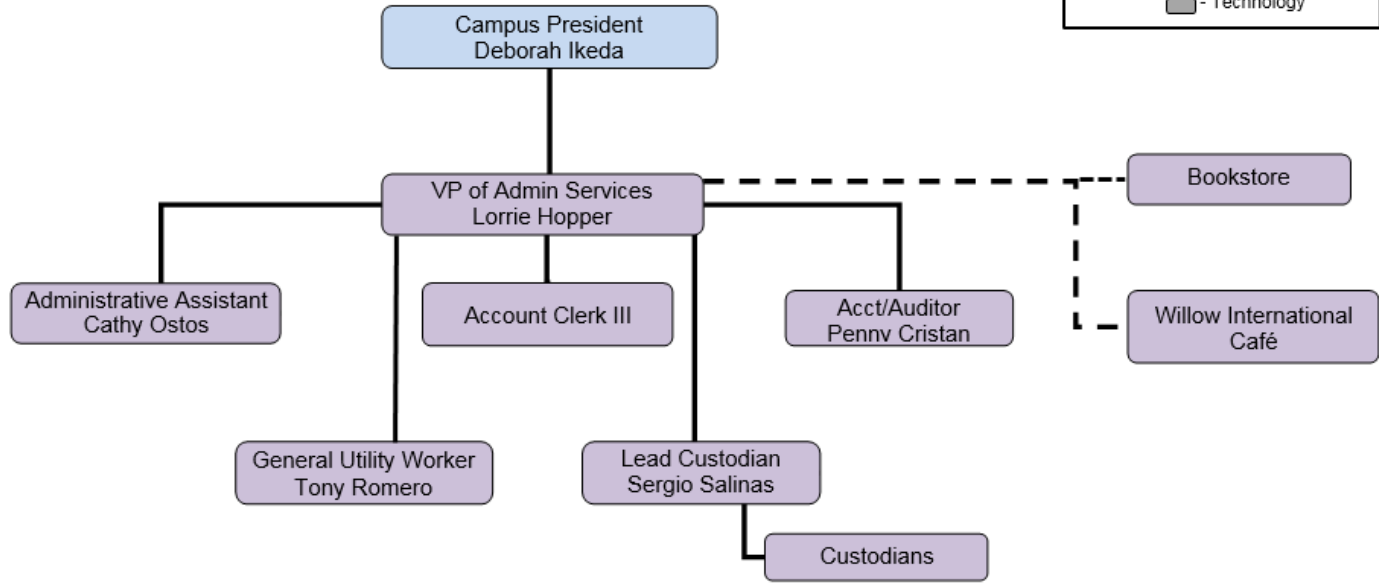 - Technology
Campus President
Deborah Ikeda
VP of Admin Services
Lorrie Hopper
Bookstore
Administrative Assistant
Cathy Ostos
Account Clerk III
Acct/Auditor
Penny Cristan
Willow International
Café
General Utility Worker
Tony Romero
Lead Custodian
Sergio Salinas
Custodians